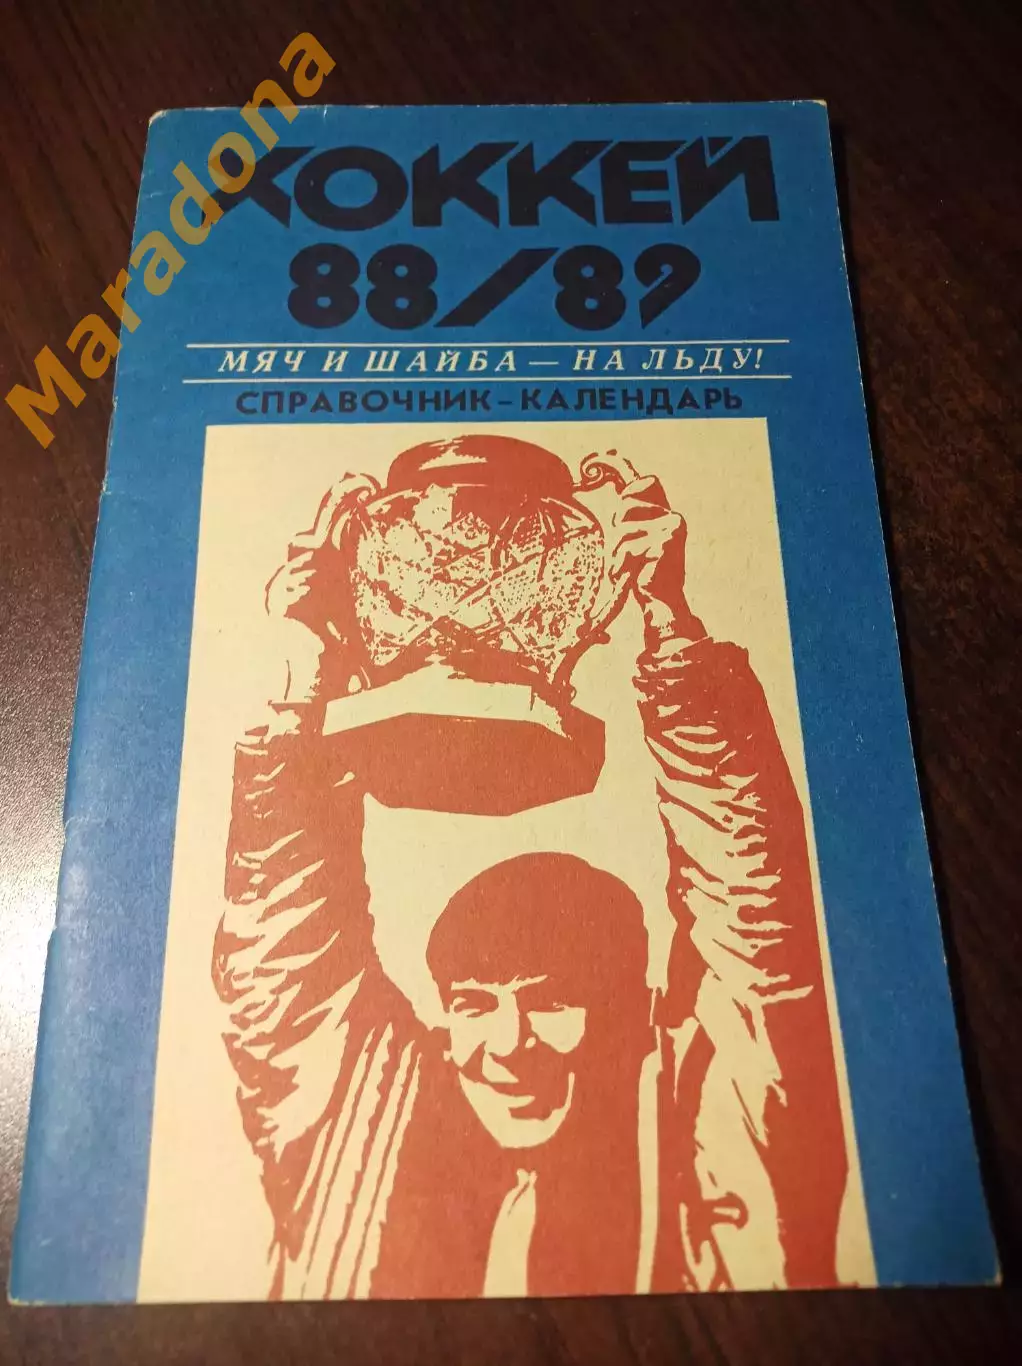 Maradona
ХОККЕЙ
88/89
МЯЧ И ШАЙБА — НА ЛЬДУ!
СПРАВОЧНИК – КАЛЕНДАРЬ